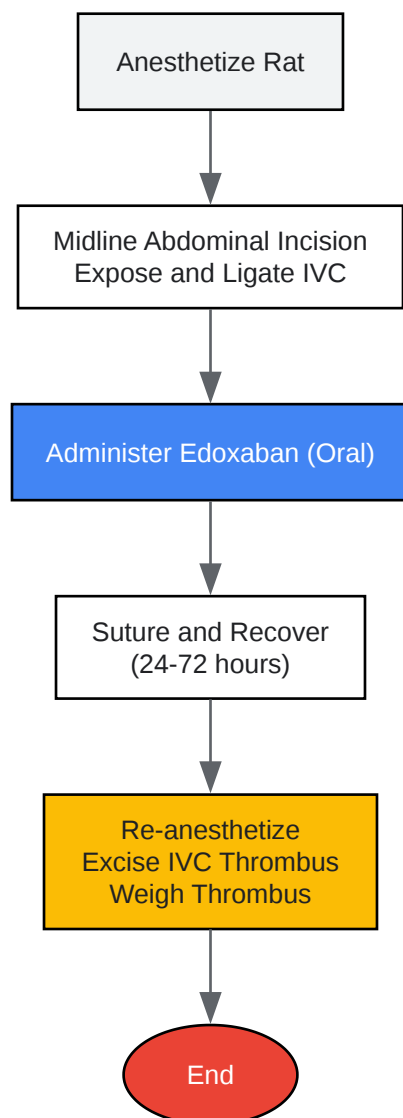 Anesthetize Rat
Midline Abdominal Incision
Expose and Ligate IVC
Administer Edoxaban (Oral)
Suture and Recover
(24-72 hours)
Re-anesthetize
Excise IVC Thrombus
Weigh Thrombus
End